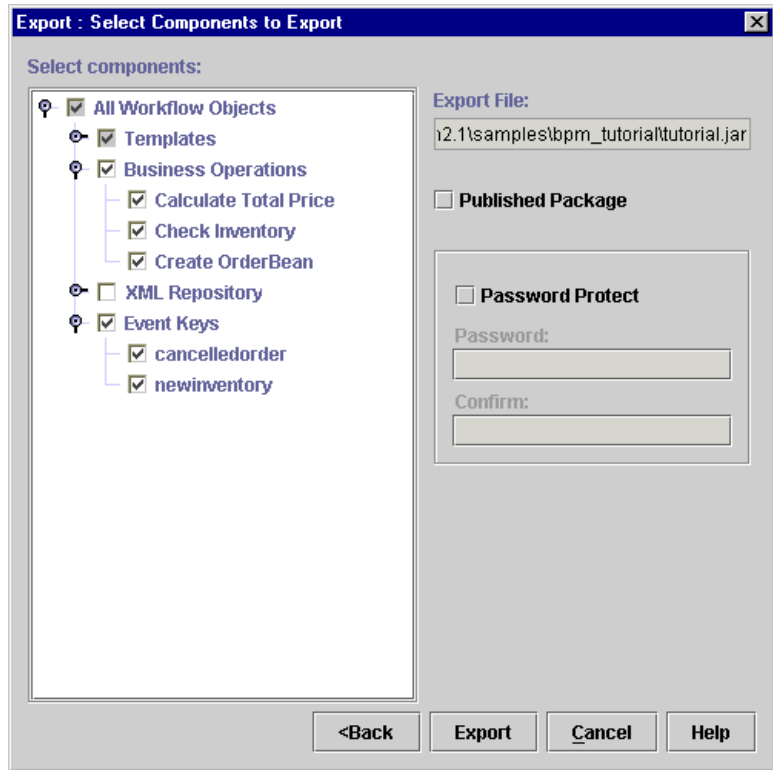 Export : Select Components to Export
Select components:
All Workflow Objects
Templates
Business Operations
Calculate Total Price
Check Inventory
Create OrderBean
XML Repository
Event Keys
cancelledorder
newinventory
Export File:
2.1\samples\bpm_tutorial\tutorial.jar
Published Package
Password Protect
Password:
Confirm:
<Back
Export
Cancel
Help